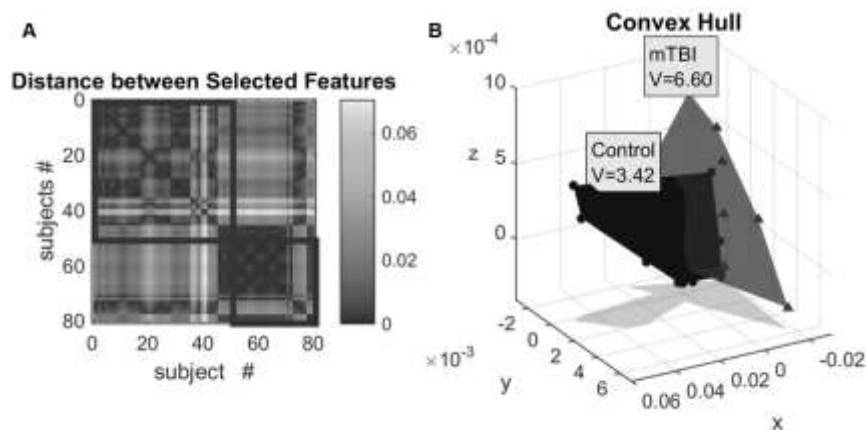 A
Distance between Selected Features
0
20
40
60
80
subjects #
0 20 40 60 80
subject #
0.06
0.04
0.02
0
B
Convex Hull
×10⁻⁴
mTBI
V=6.60
Control
V=3.42
10
5
0
z
-2
0
2
4
6
×10⁻³
y
0.06 0.04 0.02 0 -0.02
x